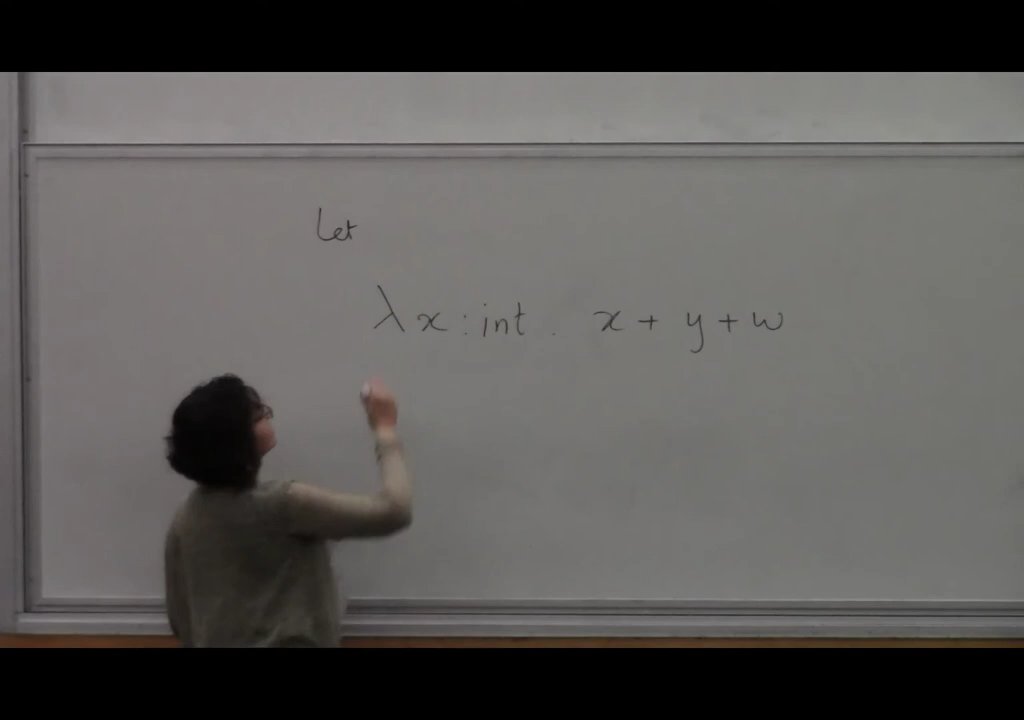 Let
λx : int . x + y + w